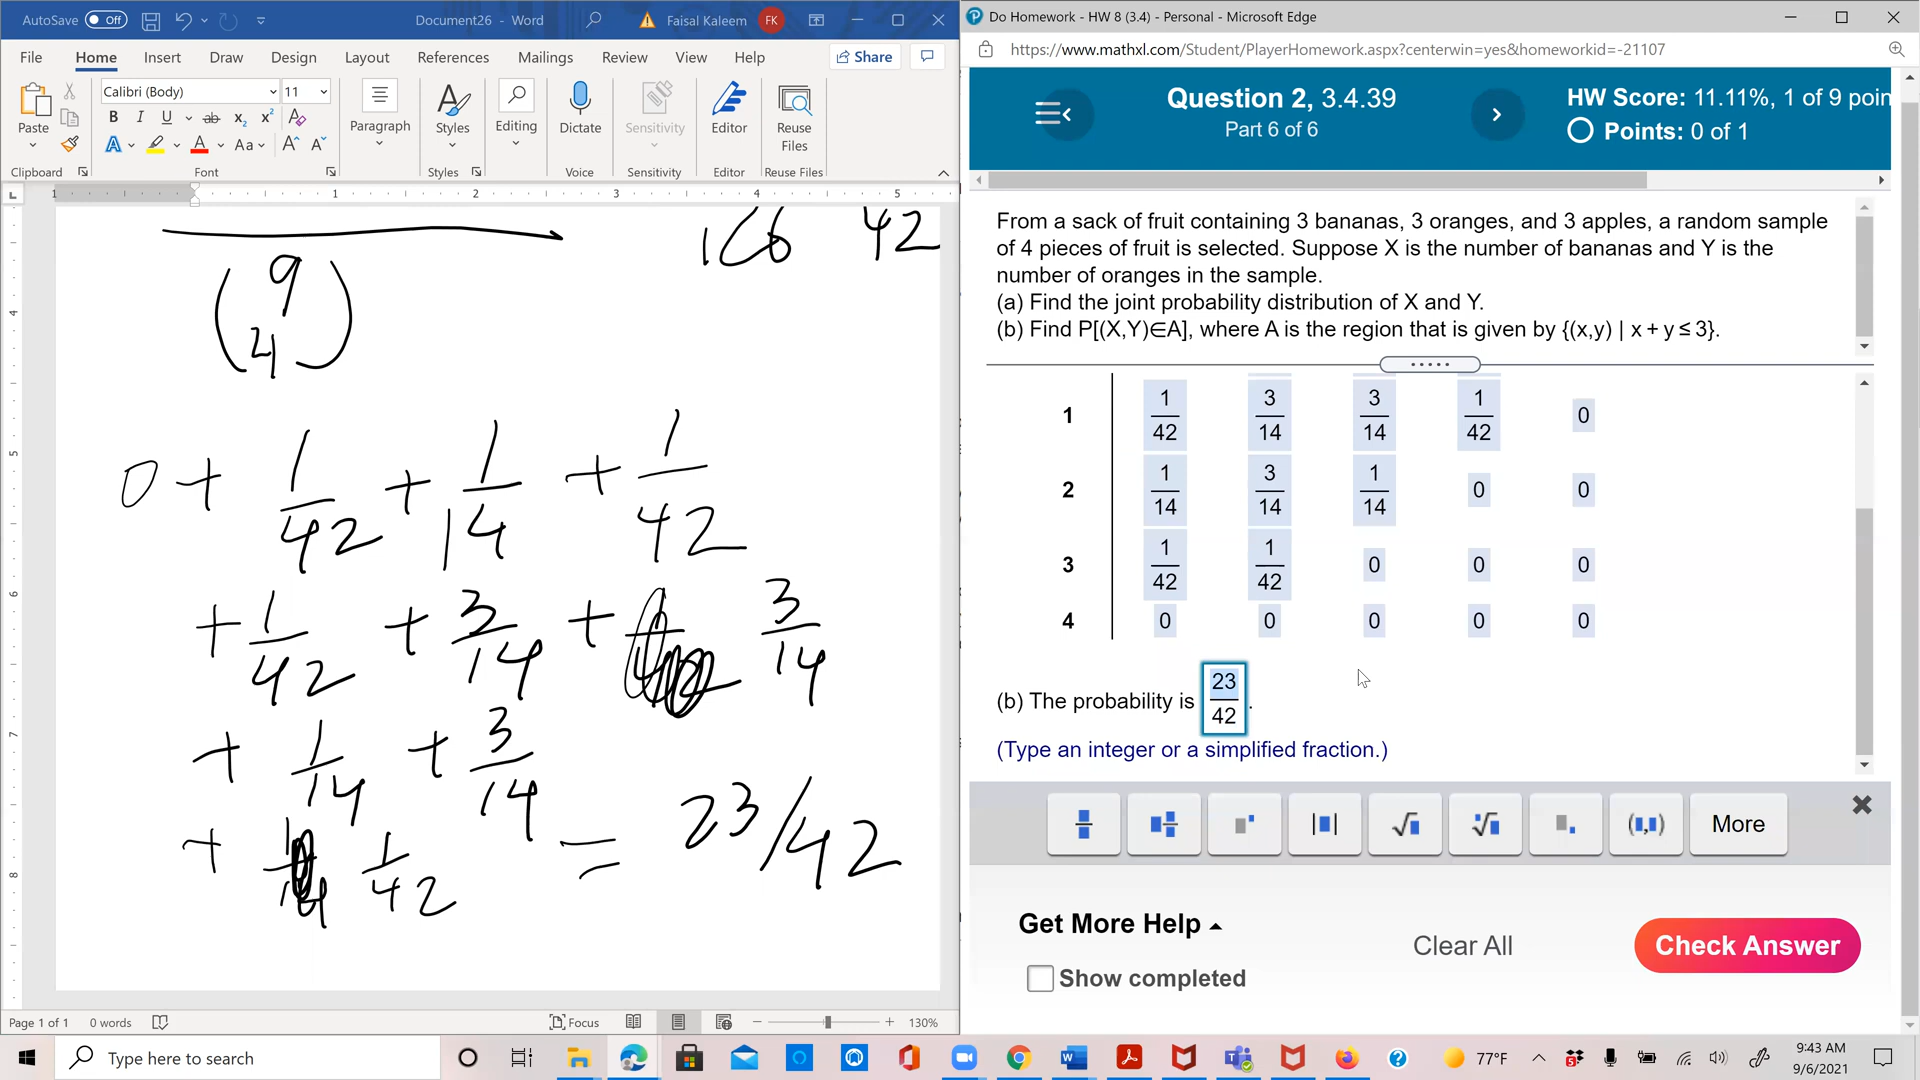 AutoSave Off Document26 - Word Faisal Kaleem FK
File Home Insert Draw Design Layout References Mailings Review View Help Share
Calibri (Body) 11
Paste B I U ab x₂ x² A Aa A A Paragraph Styles Editing Dictate Sensitivity Editor Reuse Files
Clipboard Font Styles Voice Sensitivity Editor Reuse Files
1 1 2 3 4 5
166 42
(9 4)
0 + 1/42 + 1/14 + 1/42
+ 1/42 + 3/14 + 3/14
+ 1/14 + 3/14
+ 1/42 = 23/42
Page 1 of 1 0 words Focus 130%
Do Homework - HW 8 (3.4) - Personal - Microsoft Edge
https://www.mathxl.com/Student/PlayerHomework.aspx?centerwin=yes&homeworkid=-21107
Question 2, 3.4.39
Part 6 of 6
HW Score: 11.11%, 1 of 9 poin
Points: 0 of 1
From a sack of fruit containing 3 bananas, 3 oranges, and 3 apples, a random sample
of 4 pieces of fruit is selected. Suppose X is the number of bananas and Y is the
number of oranges in the sample.
(a) Find the joint probability distribution of X and Y.
(b) Find P[(X,Y)∈A], where A is the region that is given by {(x,y) | x + y ≤ 3}.
1 1/42 3/14 3/14 1/42 0
2 1/14 3/14 1/14 0 0
3 1/42 1/42 0 0 0
4 0 0 0 0 0
(b) The probability is 23/42.
(Type an integer or a simplified fraction.)
More
Get More Help
Clear All
Check Answer
Show completed
Type here to search
77°F
9:43 AM
9/6/2021